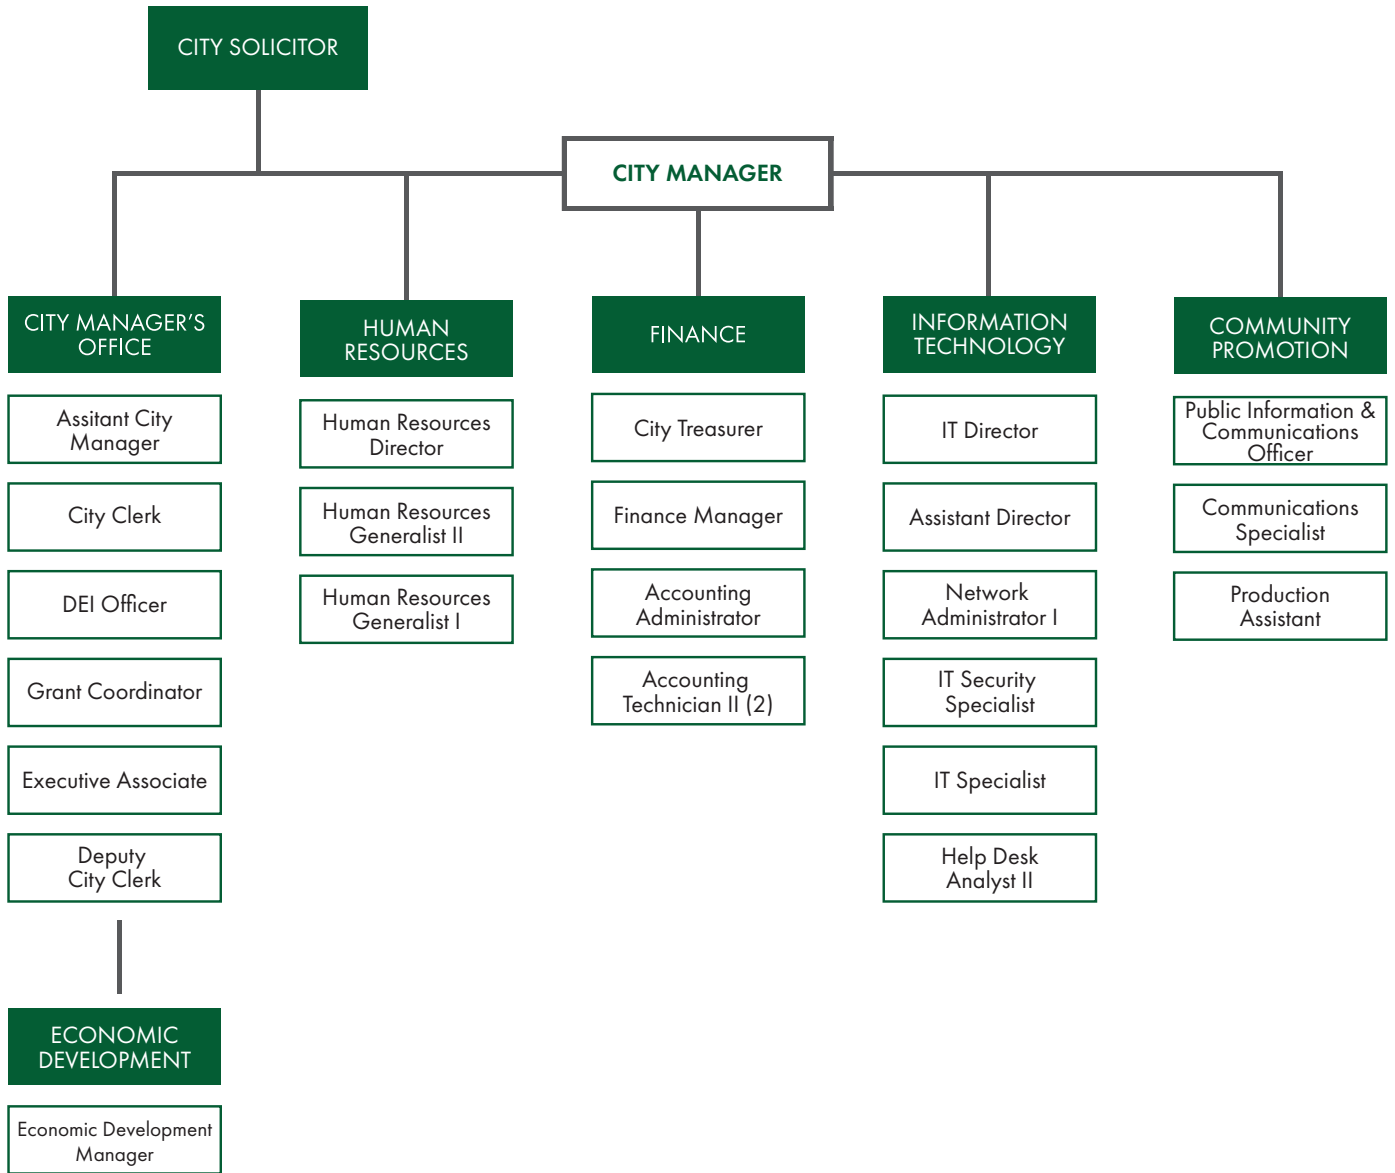 CITY SOLICITOR
CITY MANAGER
CITY MANAGER'S
OFFICE
Assitant City
Manager
City Clerk
DEI Officer
Grant Coordinator
Executive Associate
Deputy
City Clerk
ECONOMIC
DEVELOPMENT
Economic Development
Manager
HUMAN
RESOURCES
Human Resources
Director
Human Resources
Generalist II
Human Resources
Generalist I
FINANCE
City Treasurer
Finance Manager
Accounting
Administrator
Accounting
Technician II (2)
INFORMATION
TECHNOLOGY
IT Director
Assistant Director
Network
Administrator I
IT Security
Specialist
IT Specialist
Help Desk
Analyst II
COMMUNITY
PROMOTION
Public Information &
Communications
Officer
Communications
Specialist
Production
Assistant